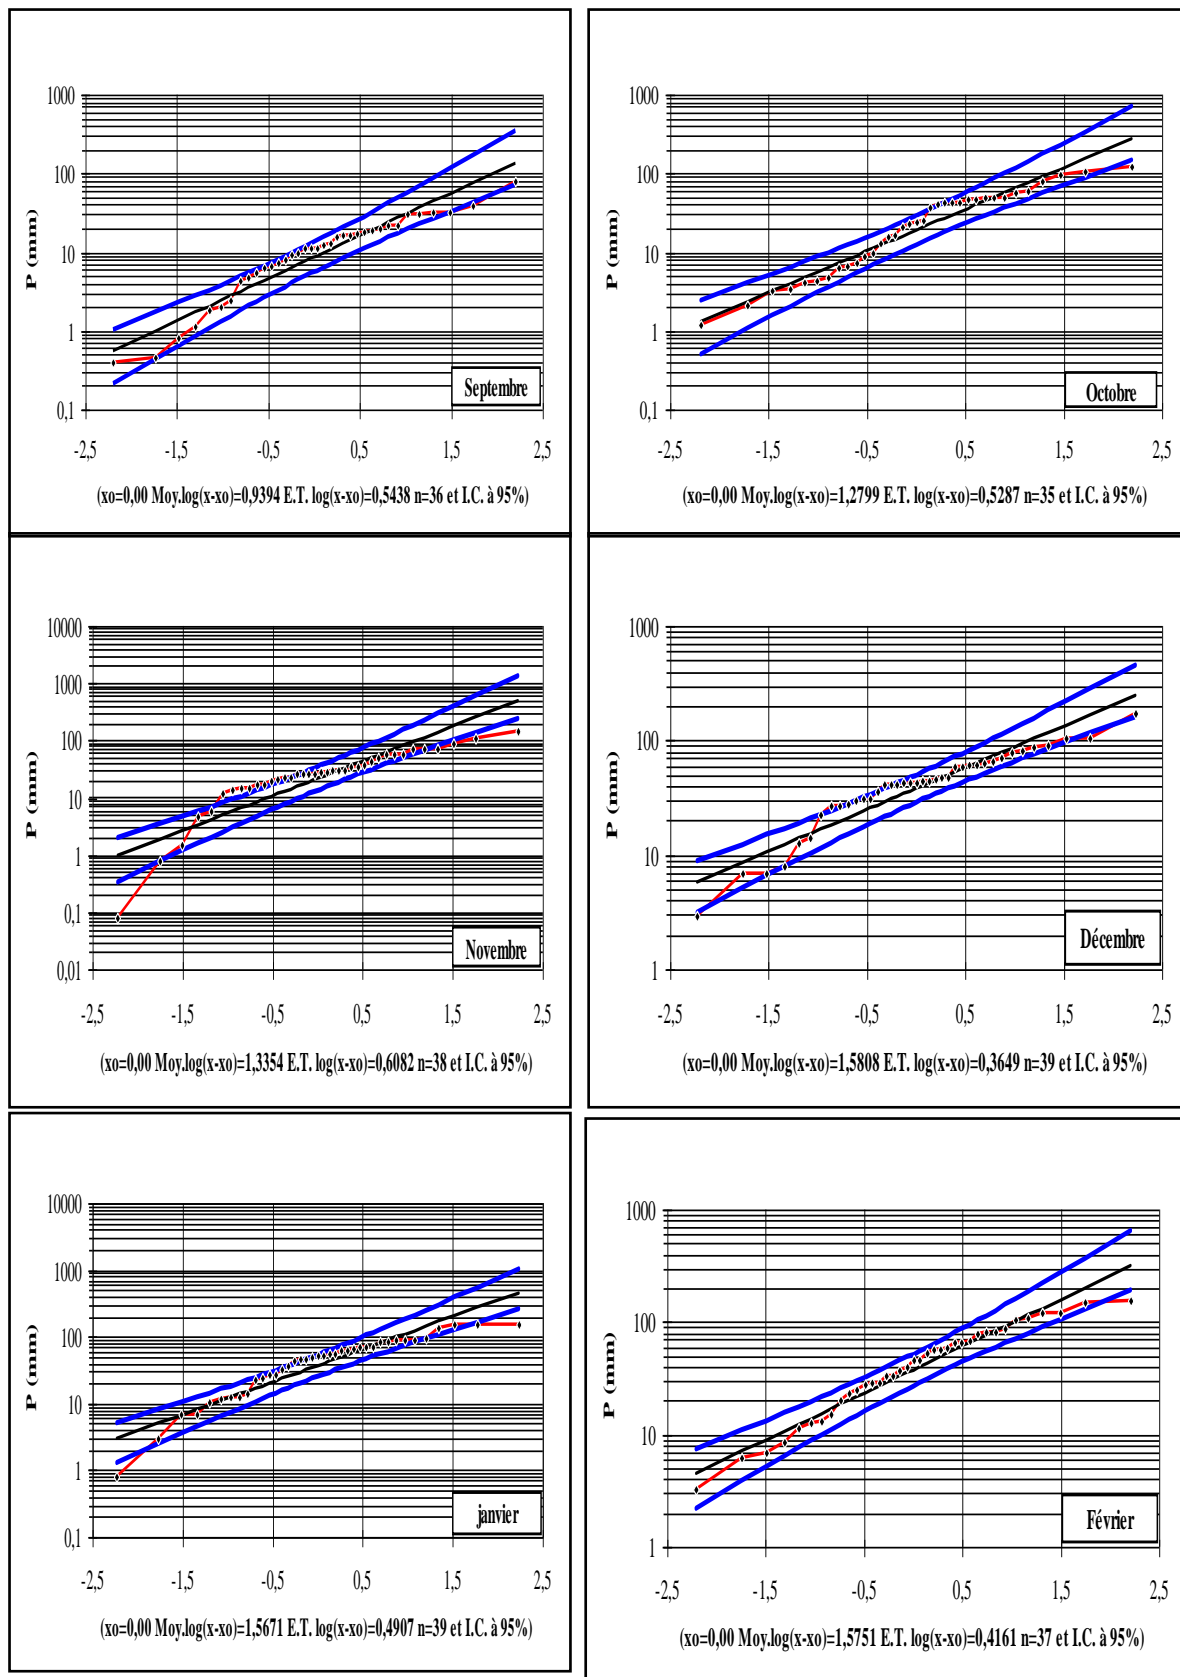 1000
100
10
1
0,1
P (mm)
Septembre
-2,5 -1,5 -0,5 0,5 1,5 2,5
(xo=0,00 Moy.log(x-xo)=0,9394 E.T. log(x-xo)=0,5438 n=36 et I.C. à 95%)
1000
100
10
1
0,1
P (mm)
Octobre
-2,5 -1,5 -0,5 0,5 1,5 2,5
(xo=0,00 Moy.log(x-xo)=1,2799 E.T. log(x-xo)=0,5287 n=35 et I.C. à 95%)
10000
1000
100
10
1
0,1
0,01
P (mm)
Novembre
-2,5 -1,5 -0,5 0,5 1,5 2,5
(xo=0,00 Moy.log(x-xo)=1,3354 E.T. log(x-xo)=0,6082 n=38 et I.C. à 95%)
1000
100
10
1
P (mm)
Décembre
-2,5 -1,5 -0,5 0,5 1,5 2,5
(xo=0,00 Moy.log(x-xo)=1,5808 E.T. log(x-xo)=0,3649 n=39 et I.C. à 95%)
10000
1000
100
10
1
0,1
P (mm)
janvier
-2,5 -1,5 -0,5 0,5 1,5 2,5
(xo=0,00 Moy.log(x-xo)=1,5671 E.T. log(x-xo)=0,4907 n=39 et I.C. à 95%)
1000
100
10
1
P (mm)
Février
-2,5 -1,5 -0,5 0,5 1,5 2,5
(xo=0,00 Moy.log(x-xo)=1,5751 E.T. log(x-xo)=0,4161 n=37 et I.C. à 95%)